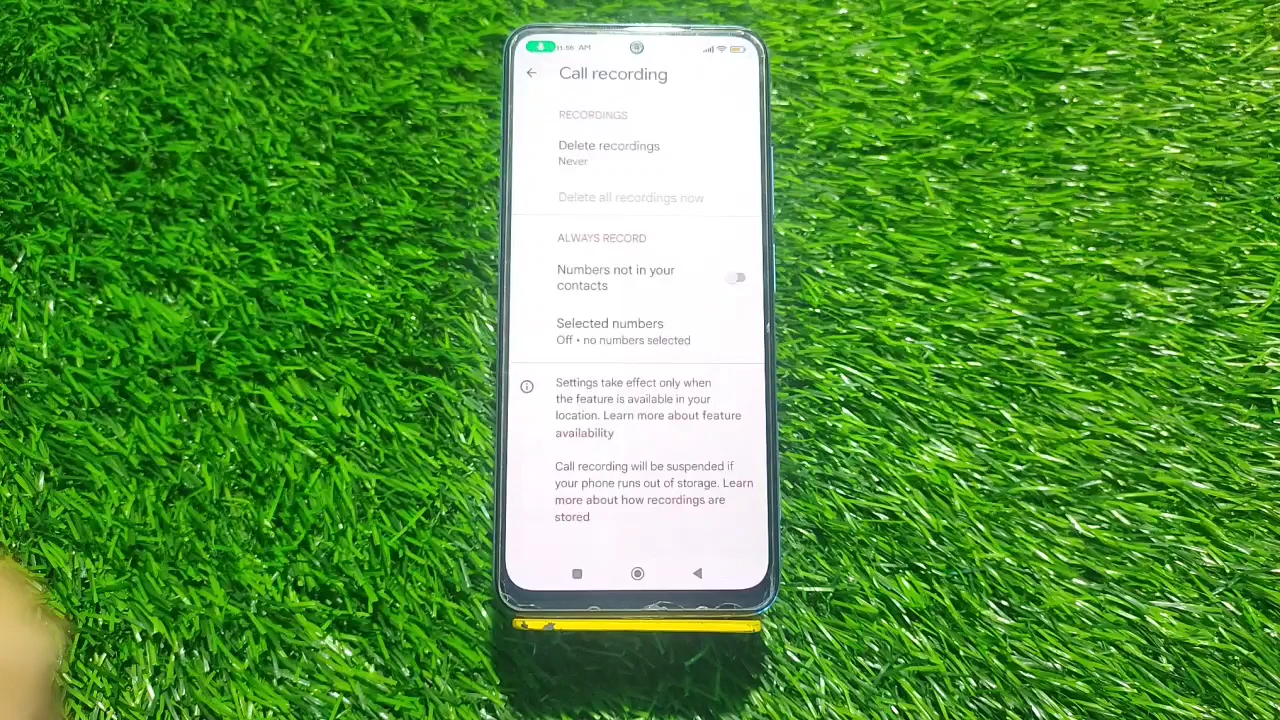 11:56 AM
Call recording
RECORDINGS
Delete recordings
Never
Delete all recordings now
ALWAYS RECORD
Numbers not in your
contacts
Selected numbers
Off • no numbers selected
Settings take effect only when
the feature is available in your
location. Learn more about feature
availability
Call recording will be suspended if
your phone runs out of storage. Learn
more about how recordings are
stored